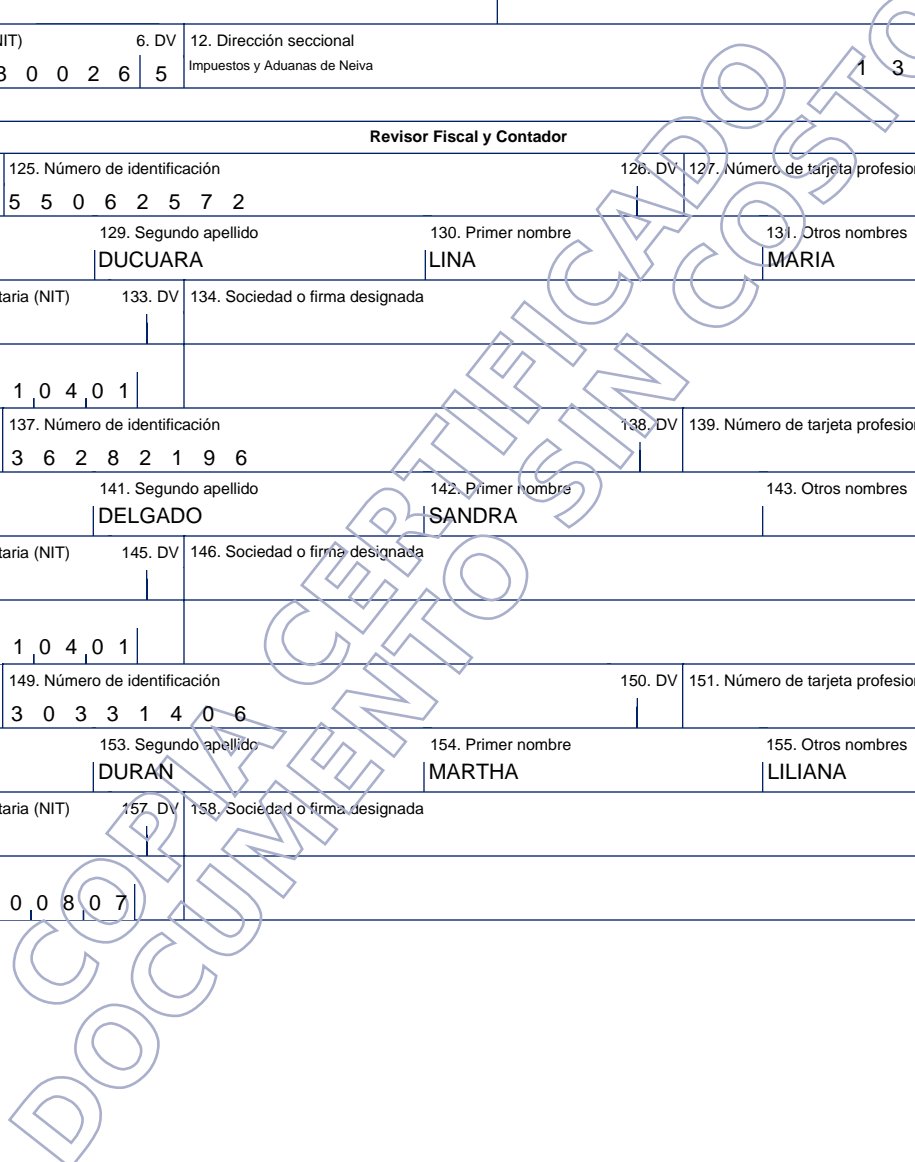 NIT) 6. DV 12. Dirección seccional
3 0 0 2 6 5 Impuestos y Aduanas de Neiva 1 3
Revisor Fiscal y Contador
125. Número de identificación 126. DV 127. Número de tarjeta profesion
5 5 0 6 2 5 7 2
129. Segundo apellido 130. Primer nombre 131. Otros nombres
DUCUARA LINA MARIA
taria (NIT) 133. DV 134. Sociedad o firma designada
1 0 4 0 1
137. Número de identificación 138. DV 139. Número de tarjeta profesion
3 6 2 8 2 1 9 6
141. Segundo apellido 142. Primer nombre 143. Otros nombres
DELGADO SANDRA
taria (NIT) 145. DV 146. Sociedad o firma designada
1 0 4 0 1
149. Número de identificación 150. DV 151. Número de tarjeta profesion
3 0 3 3 1 4 0 6
153. Segundo apellido 154. Primer nombre 155. Otros nombres
DURAN MARTHA LILIANA
taria (NIT) 157. DV 158. Sociedad o firma designada
0 0 8 0 7
COPIA CERTIFICADO
DOCUMENTO SIN COSTO